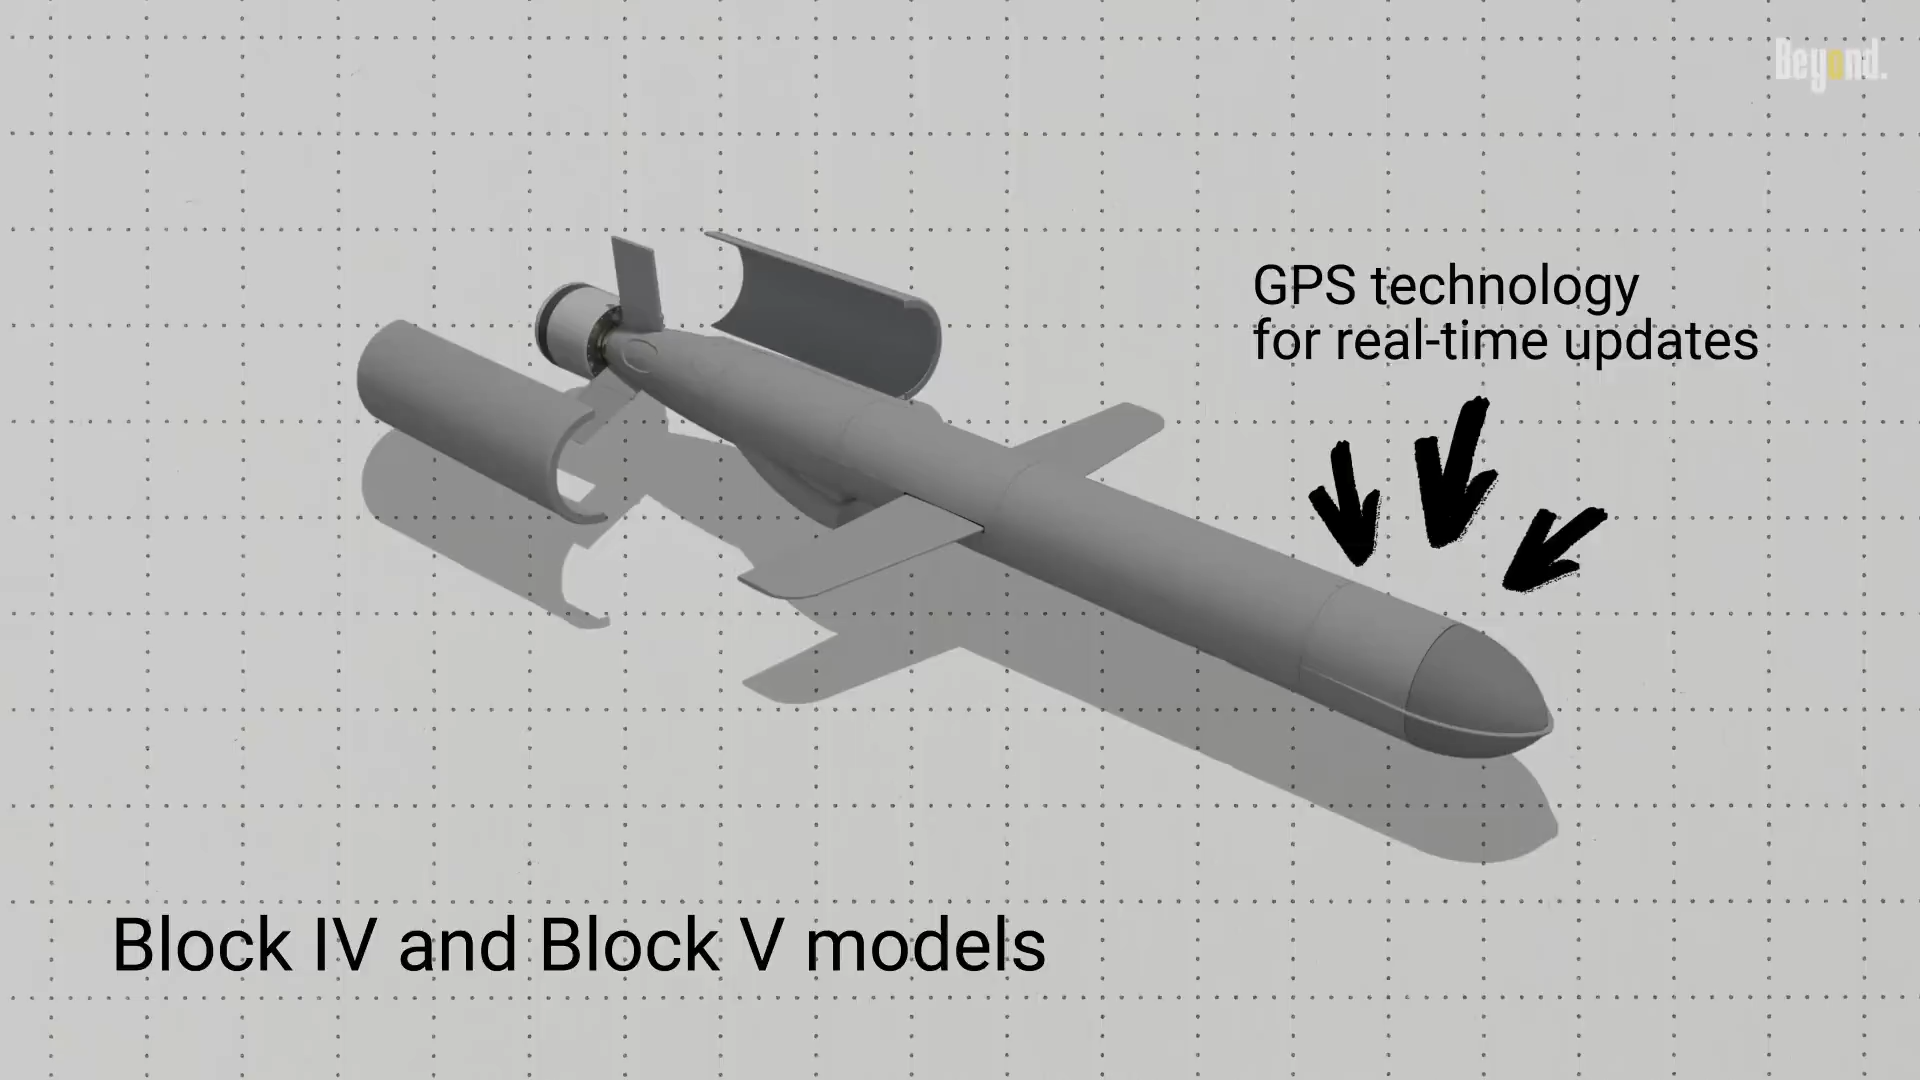 Beyond.
GPS technology
for real-time updates
Block IV and Block V models